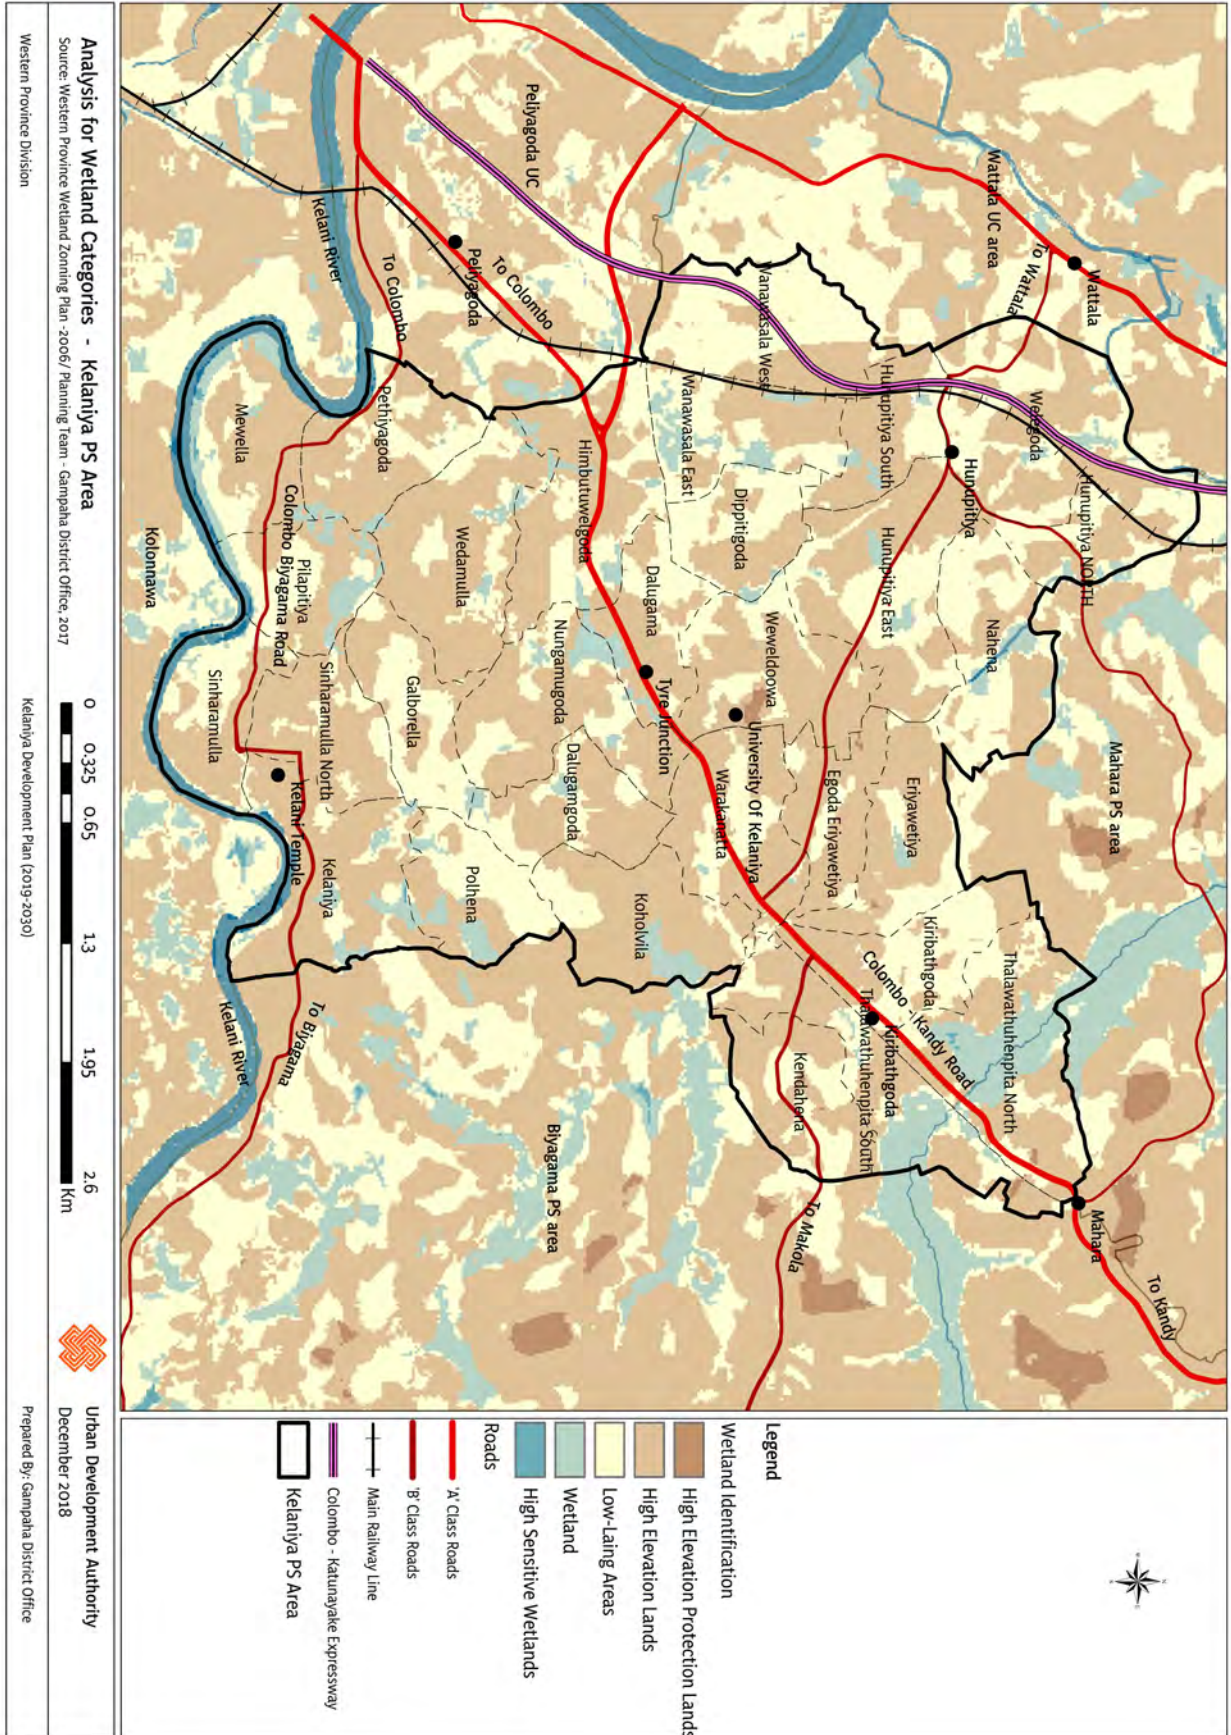 Wattala
Wattala UC area
To Wattala
Peliyagoda UC
Welegoda
Hunupitiya NORTH
Hunupitiya
Hunupitiya South
Wanawasala West
Wanawasala East
Hunupitiya East
Nahena
Mahara PS area
Peliyagoda
To Colombo
To Colombo
Kelani River
Dippitigoda
Dalugama
Weweldoowa
Himbutuwelgoda
Tyre Junction
University Of Kelaniya
Warakanatta
Egoda Eriyawetiya
Eriyawetiya
Kiribathgoda
Thalawathuhenpita North
Colombo - Kandy Road
Kiribathgoda
Thalawathuhenpita South
Kendahena
Mahara
To Kandy
To Makola
Pethiyagoda
Wedamulla
Nungamugoda
Dalugamgoda
Koholvila
Galborella
Polhena
Biyagama PS area
Mewella
Pilapitiya
Colombo Biyagama Road
Sinharamulla North
Sinharamulla
Kelani Temple
Kelaniya
To Biyagama
Kelani River
Kolonnawa
Legend
Wetland Identification
High Elevation Protection Lands
High Elevation Lands
Low-Laing Areas
Wetland
High Sensitive Wetlands
Roads
'A' Class Roads
'B' Class Roads
Main Railway Line
Colombo - Katunayake Expressway
Kelaniya PS Area
Analysis for Wetland Categories - Kelaniya PS Area
Source: Western Province Wetland Zonning Plan -2006/ Planning Team - Gampaha District Office, 2017
0 0.325 0.65 1.3 1.95 2.6
Km
Urban Development Authority
December 2018
Western Province Division
Kelaniya Development Plan (2019-2030)
Prepared By: Gampaha District Office